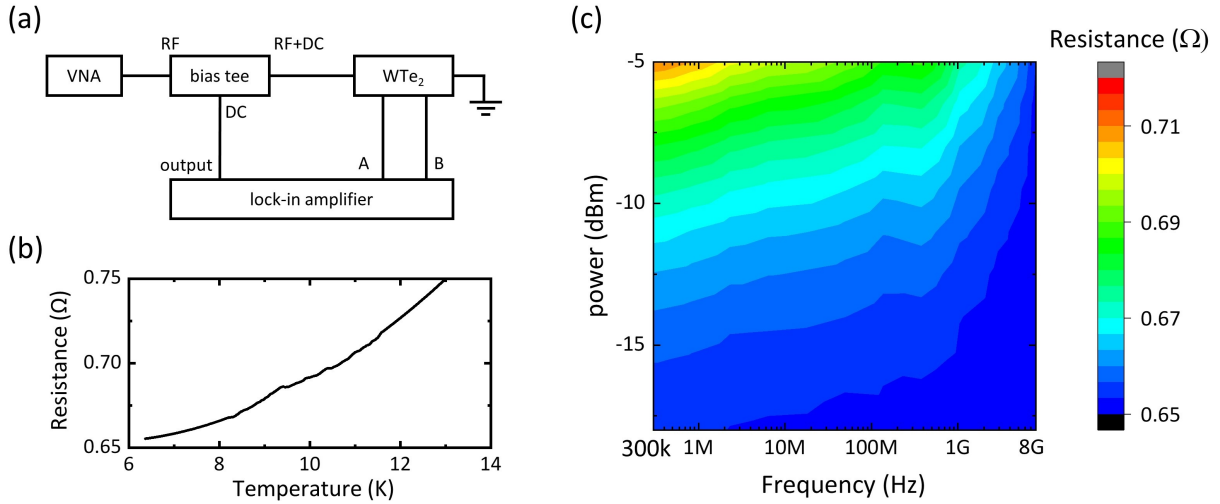 (a)
RF
RF+DC
VNA
bias tee
WTe₂
DC
output
A
B
lock-in amplifier
(b)
0.75
0.70
0.65
Resistance (Ω)
6
8
10
12
14
Temperature (K)
(c)
Resistance (Ω)
-5
-10
-15
power (dBm)
300k
1M
10M
100M
1G
8G
Frequency (Hz)
0.71
0.69
0.67
0.65